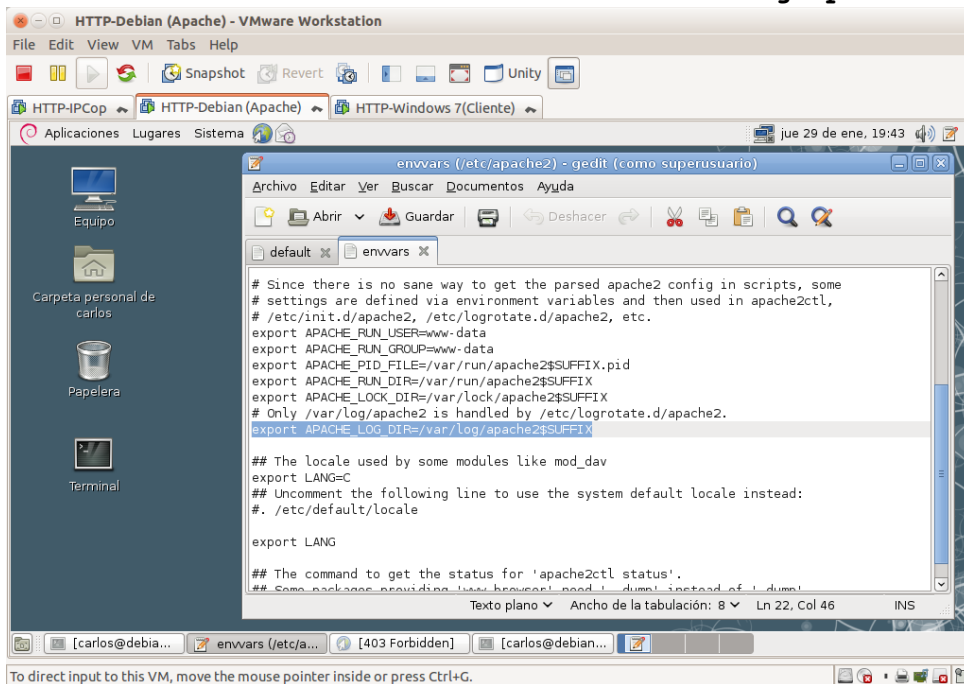 HTTP-Debian (Apache) - VMware Workstation
File Edit View VM Tabs Help
Snapshot Revert Unity
HTTP-IPCop HTTP-Debian (Apache) HTTP-Windows 7(Cliente)
Aplicaciones Lugares Sistema jue 29 de ene, 19:43
envvars (/etc/apache2) - gedit (como superusuario)
Archivo Editar Ver Buscar Documentos Ayuda
Abrir Guardar Deshacer
default envvars
# Since there is no sane way to get the parsed apache2 config in scripts, some
# settings are defined via environment variables and then used in apache2ctl,
# /etc/init.d/apache2, /etc/logrotate.d/apache2, etc.
export APACHE_RUN_USER=www-data
export APACHE_RUN_GROUP=www-data
export APACHE_PID_FILE=/var/run/apache2$SUFFIX.pid
export APACHE_RUN_DIR=/var/run/apache2$SUFFIX
export APACHE_LOCK_DIR=/var/lock/apache2$SUFFIX
# Only /var/log/apache2 is handled by /etc/logrotate.d/apache2.
export APACHE_LOG_DIR=/var/log/apache2$SUFFIX
## The locale used by some modules like mod_dav
export LANG=C
## Uncomment the following line to use the system default locale instead:
#. /etc/default/locale
export LANG
## The command to get the status for 'apache2ctl status'.
## Some packages providing 'www-browser' need '--dump' instead of '-dump'.
Texto plano Ancho de la tabulación: 8 Ln 22, Col 46 INS
Equipo
Carpeta personal de
carlos
Papelera
Terminal
[carlos@debia... envvars (/etc/a... [403 Forbidden] [carlos@debian...
To direct input to this VM, move the mouse pointer inside or press Ctrl+G.